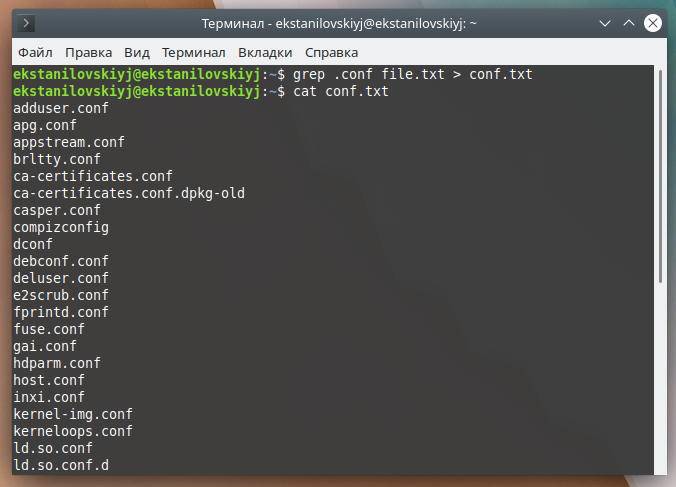 Терминал - ekstanilovskiyj@ekstanilovskiyj: ~
Файл Правка Вид Терминал Вкладки Справка
ekstanilovskiyj@ekstanilovskiyj:~$ grep .conf file.txt > conf.txt
ekstanilovskiyj@ekstanilovskiyj:~$ cat conf.txt
adduser.conf
apg.conf
appstream.conf
brltty.conf
ca-certificates.conf
ca-certificates.conf.dpkg-old
casper.conf
compizconfig
dconf
debconf.conf
deluser.conf
e2scrub.conf
fprintd.conf
fuse.conf
gai.conf
hdparm.conf
host.conf
inxi.conf
kernel-img.conf
kerneloops.conf
ld.so.conf
ld.so.conf.d